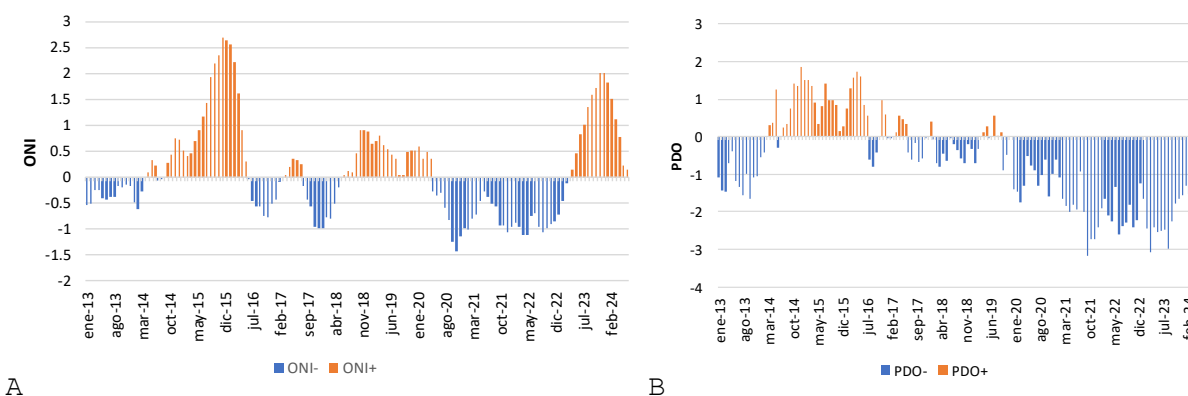 3
2.5
2
1.5
1
0.5
0
-0.5
-1
-1.5
-2
ONI
ene-13
ago-13
mar-14
oct-14
may-15
dic-15
jul-16
feb-17
sep-17
abr-18
nov-18
jun-19
ene-20
ago-20
mar-21
oct-21
may-22
dic-22
jul-23
feb-24
ONI- ONI+
A
3
2
1
0
-1
-2
-3
-4
PDO
ene-13
ago-13
mar-14
oct-14
may-15
dic-15
jul-16
feb-17
sep-17
abr-18
nov-18
jun-19
ene-20
ago-20
mar-21
oct-21
may-22
dic-22
jul-23
feb-24
PDO- PDO+
B